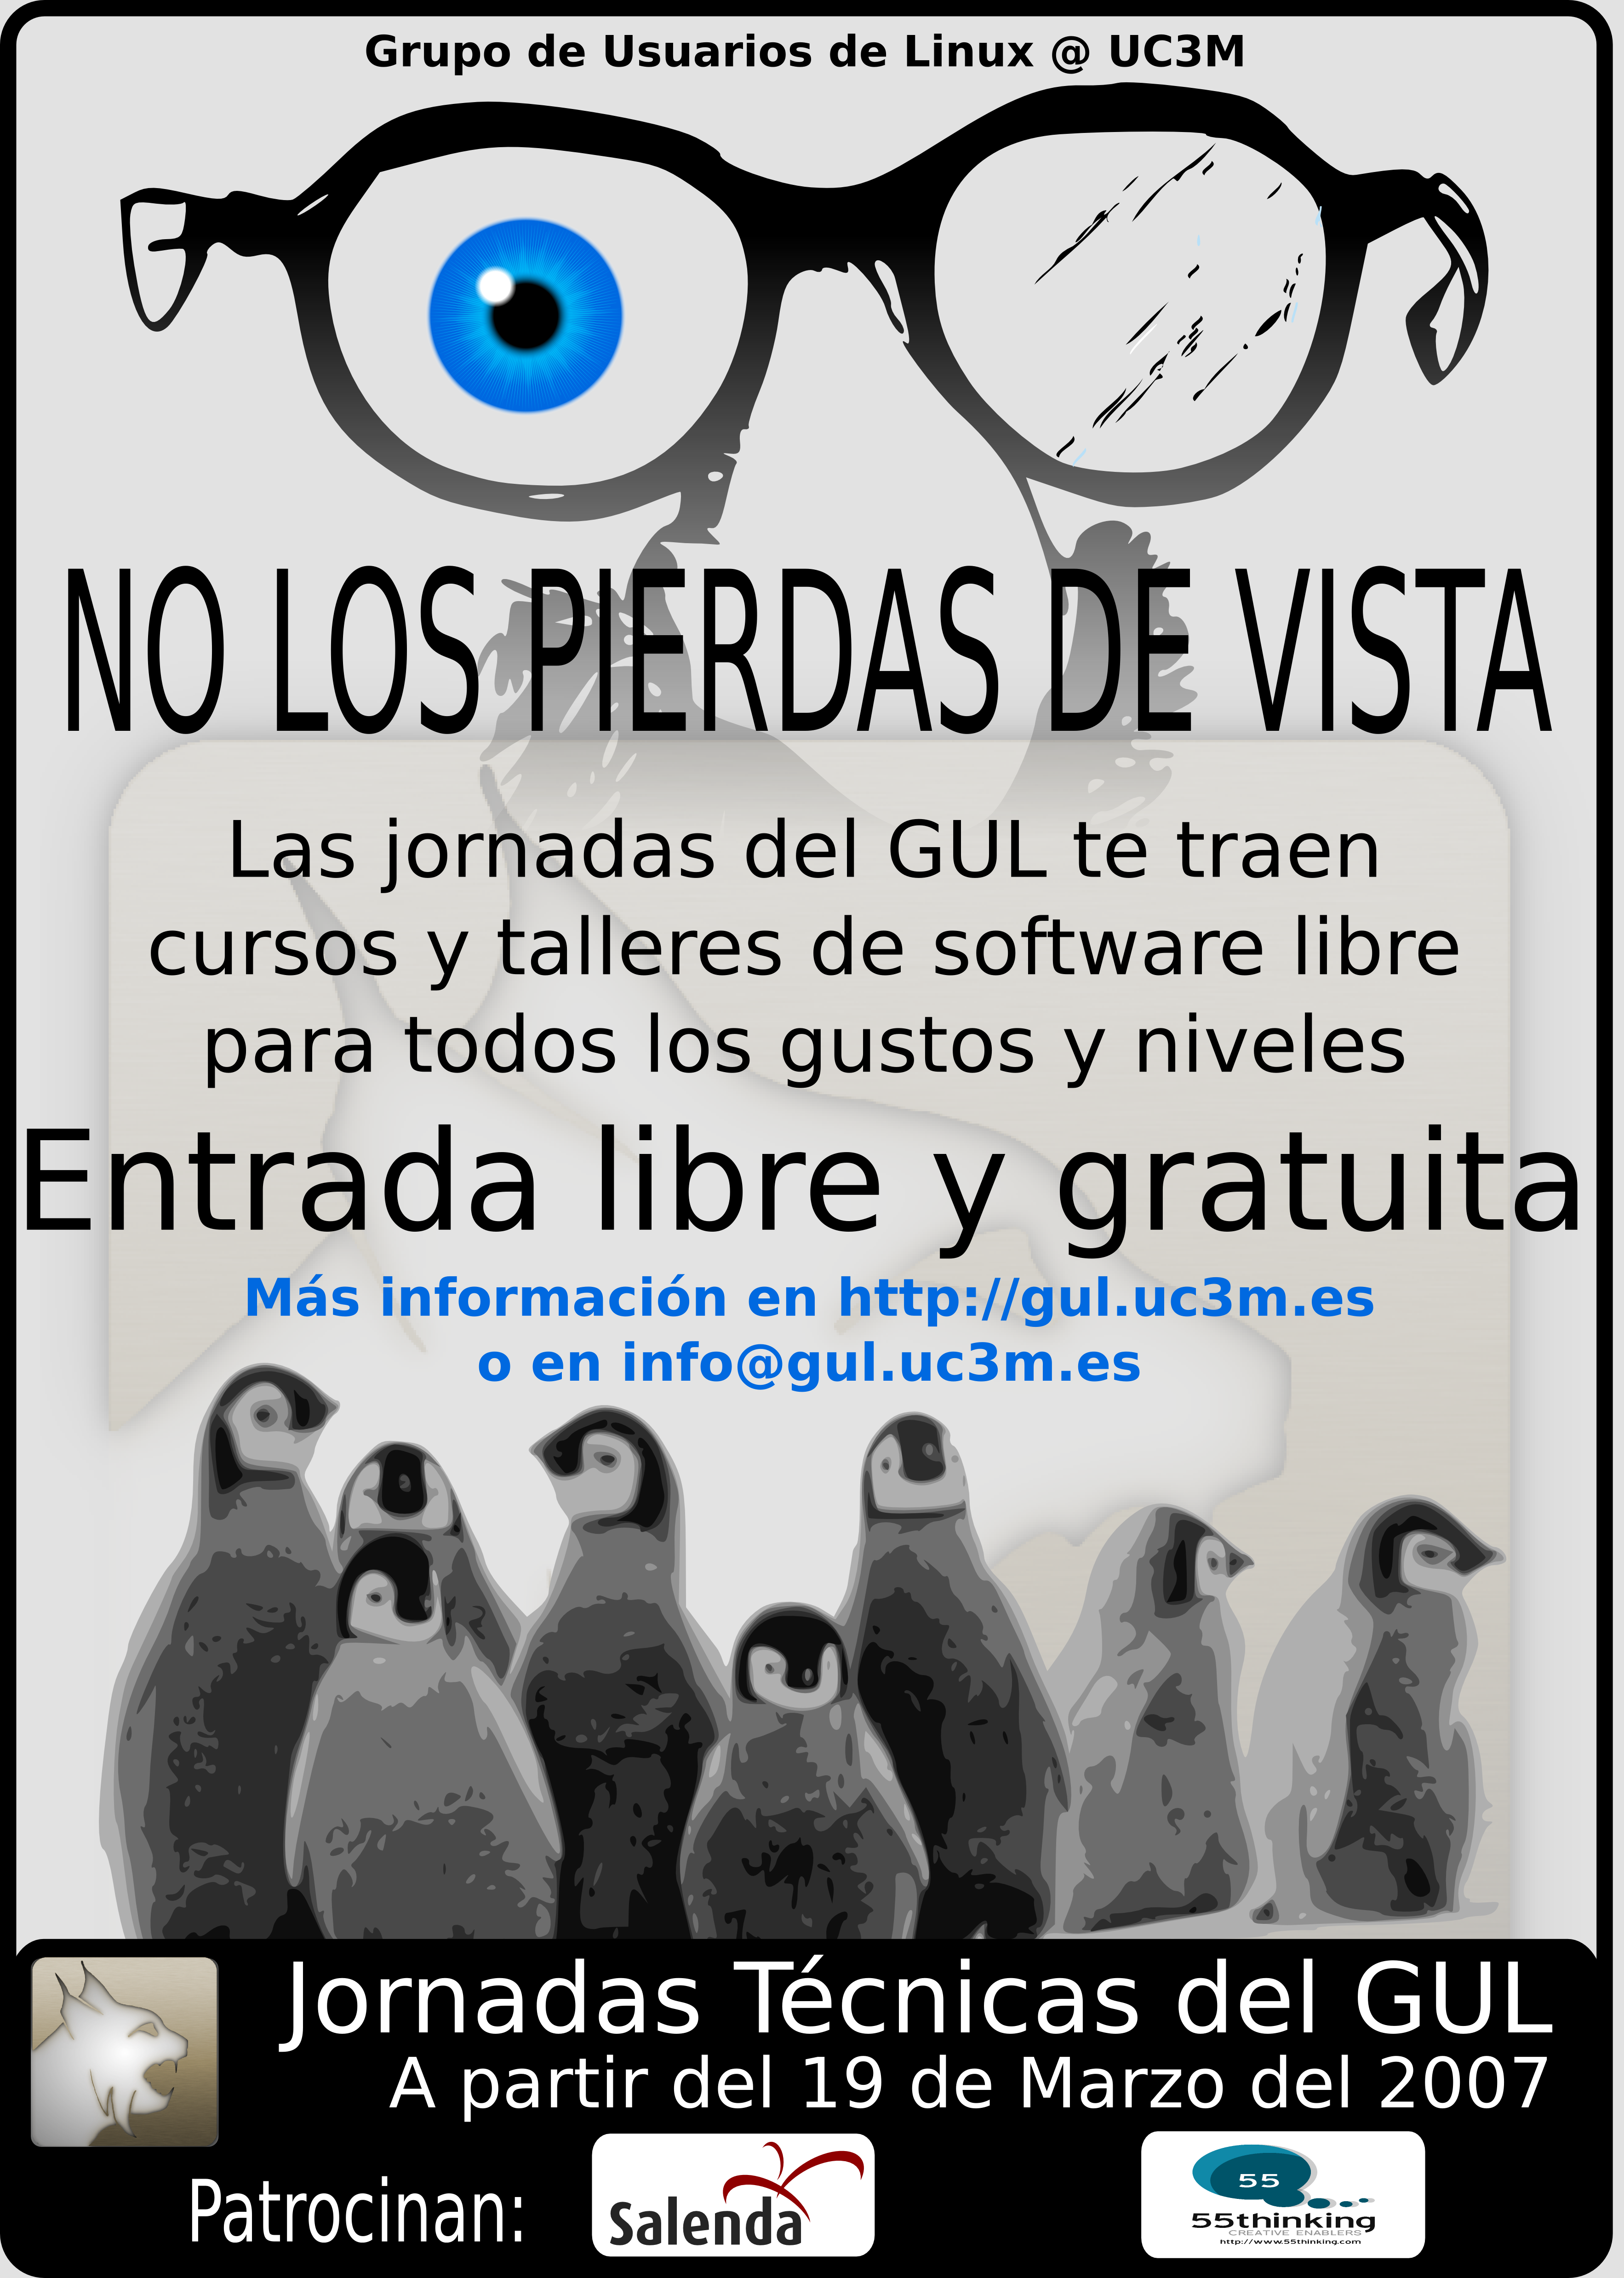 Grupo de Usuarios de Linux @ UC3M
NO LOS PIERDAS DE VISTA
Las jornadas del GUL te traen
cursos y talleres de software libre
para todos los gustos y niveles
Entrada libre y gratuita
Más información en http://gul.uc3m.es
o en info@gul.uc3m.es
Jornadas Técnicas del GUL
A partir del 19 de Marzo del 2007
Patrocinan:
Salenda
55
55thinking
CREATIVE ENABLERS
http://www.55thinking.com